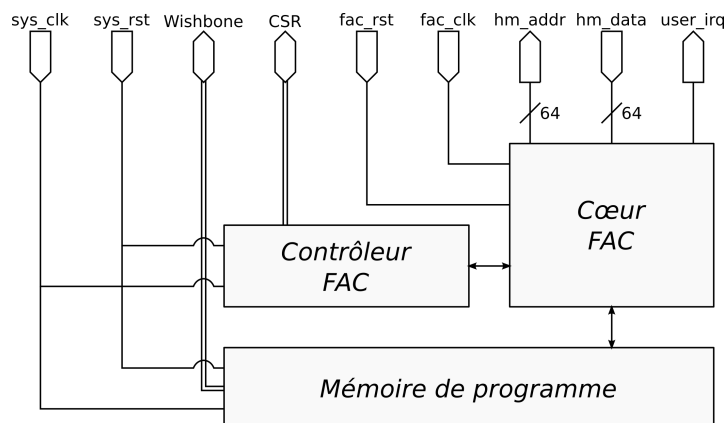 sys_clk sys_rst Wishbone CSR fac_rst fac_clk hm_addr hm_data user_irq
64 64
Cœur
FAC
Contrôleur
FAC
Mémoire de programme